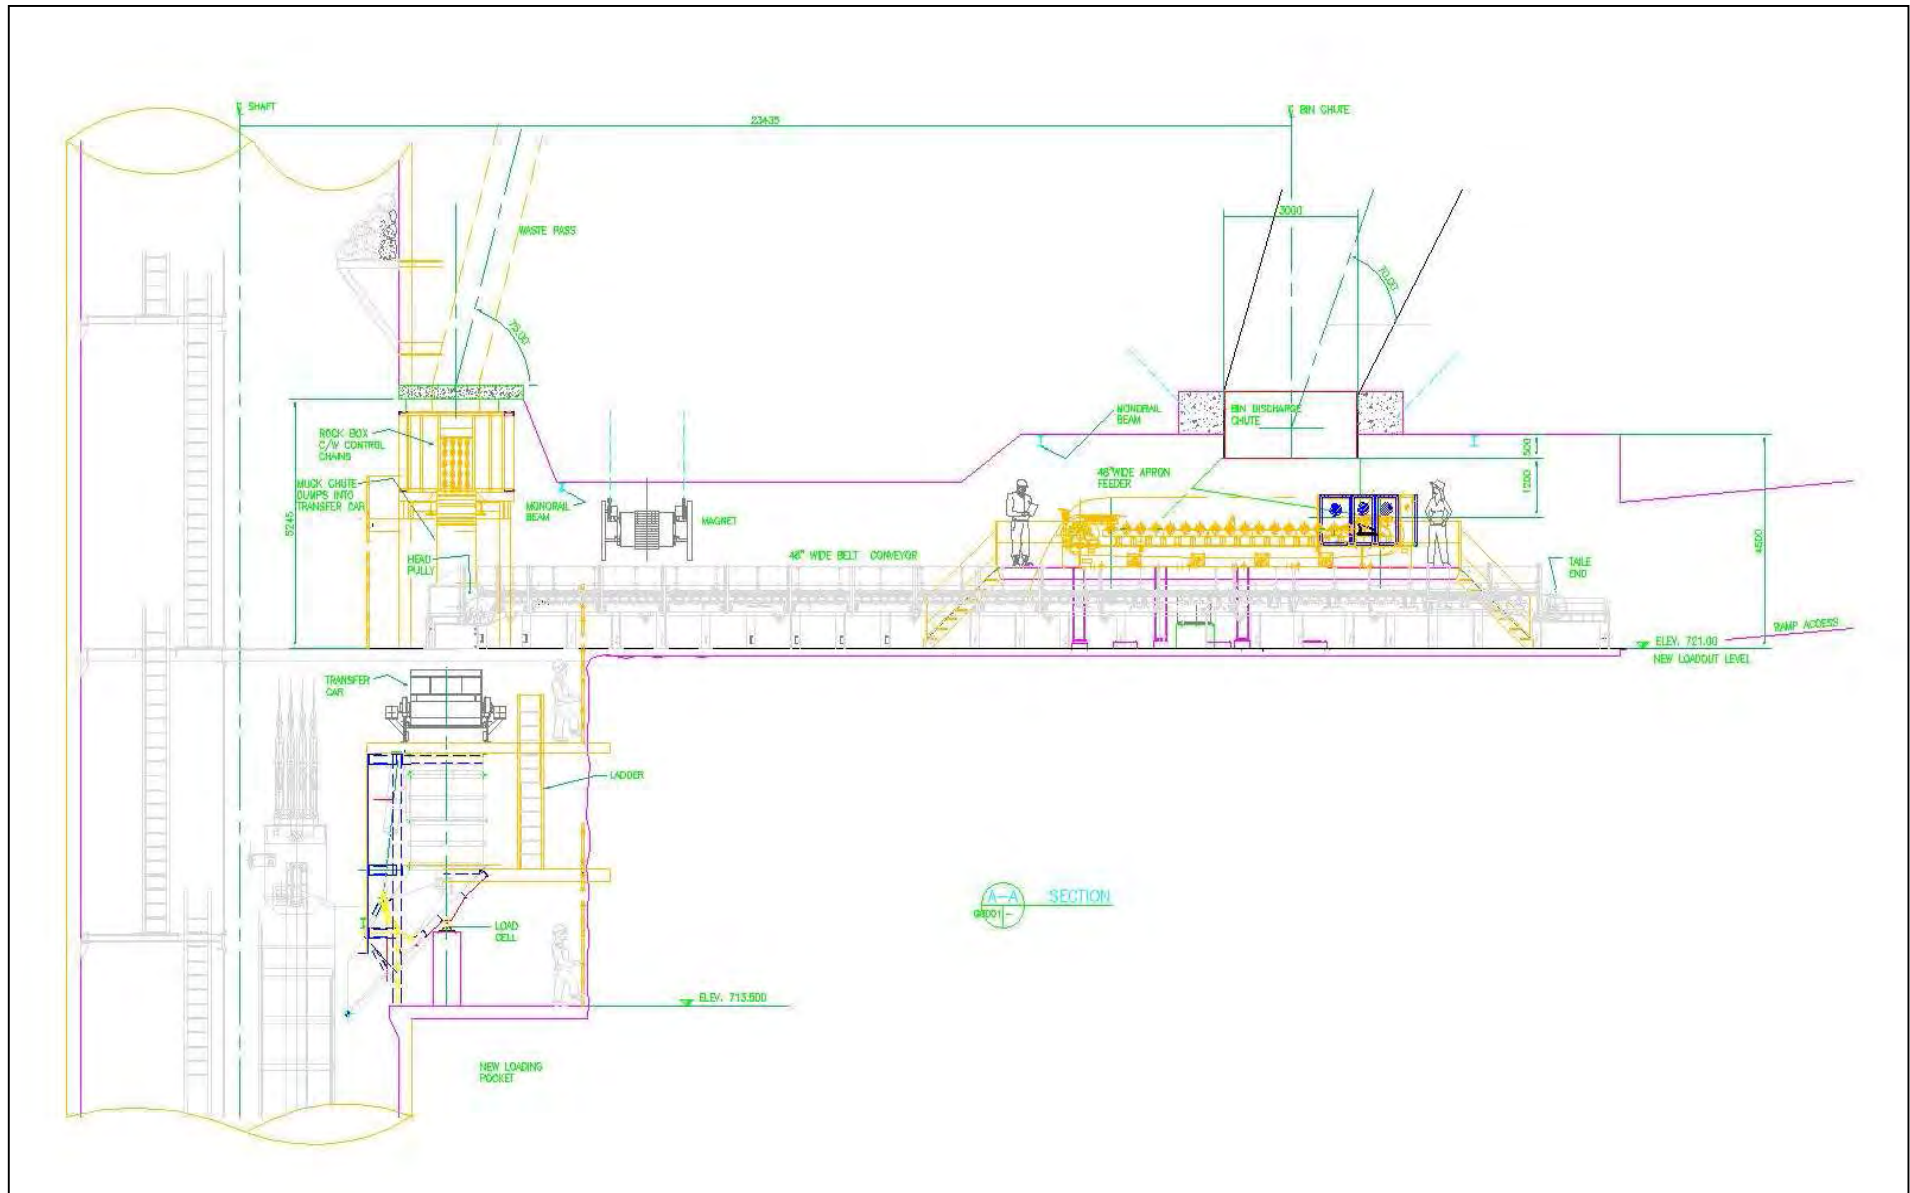 ℄ SHAFT
℄ BIN CHUTE
23435
WASTE PASS
3000
70.00
75.00
ROCK BOX
C/W CONTROL
CHAINS
MONORAIL
BEAM
BIN DISCHARGE
CHUTE
500
1200
4500
5245
MUCK CHUTE
DUMPS INTO
TRANSFER CAR
MONORAIL
BEAM
MAGNET
48" WIDE APRON
FEEDER
HEAD
PULLY
48" WIDE BELT CONVEYOR
TAILE
END
RAMP ACCESS
ELEV. 721.00
NEW LOADOUT LEVEL
TRANSFER
CAR
LADDER
A-A
SECTION
LOAD
CELL
ELEV. 713.500
NEW LOADING
POCKET